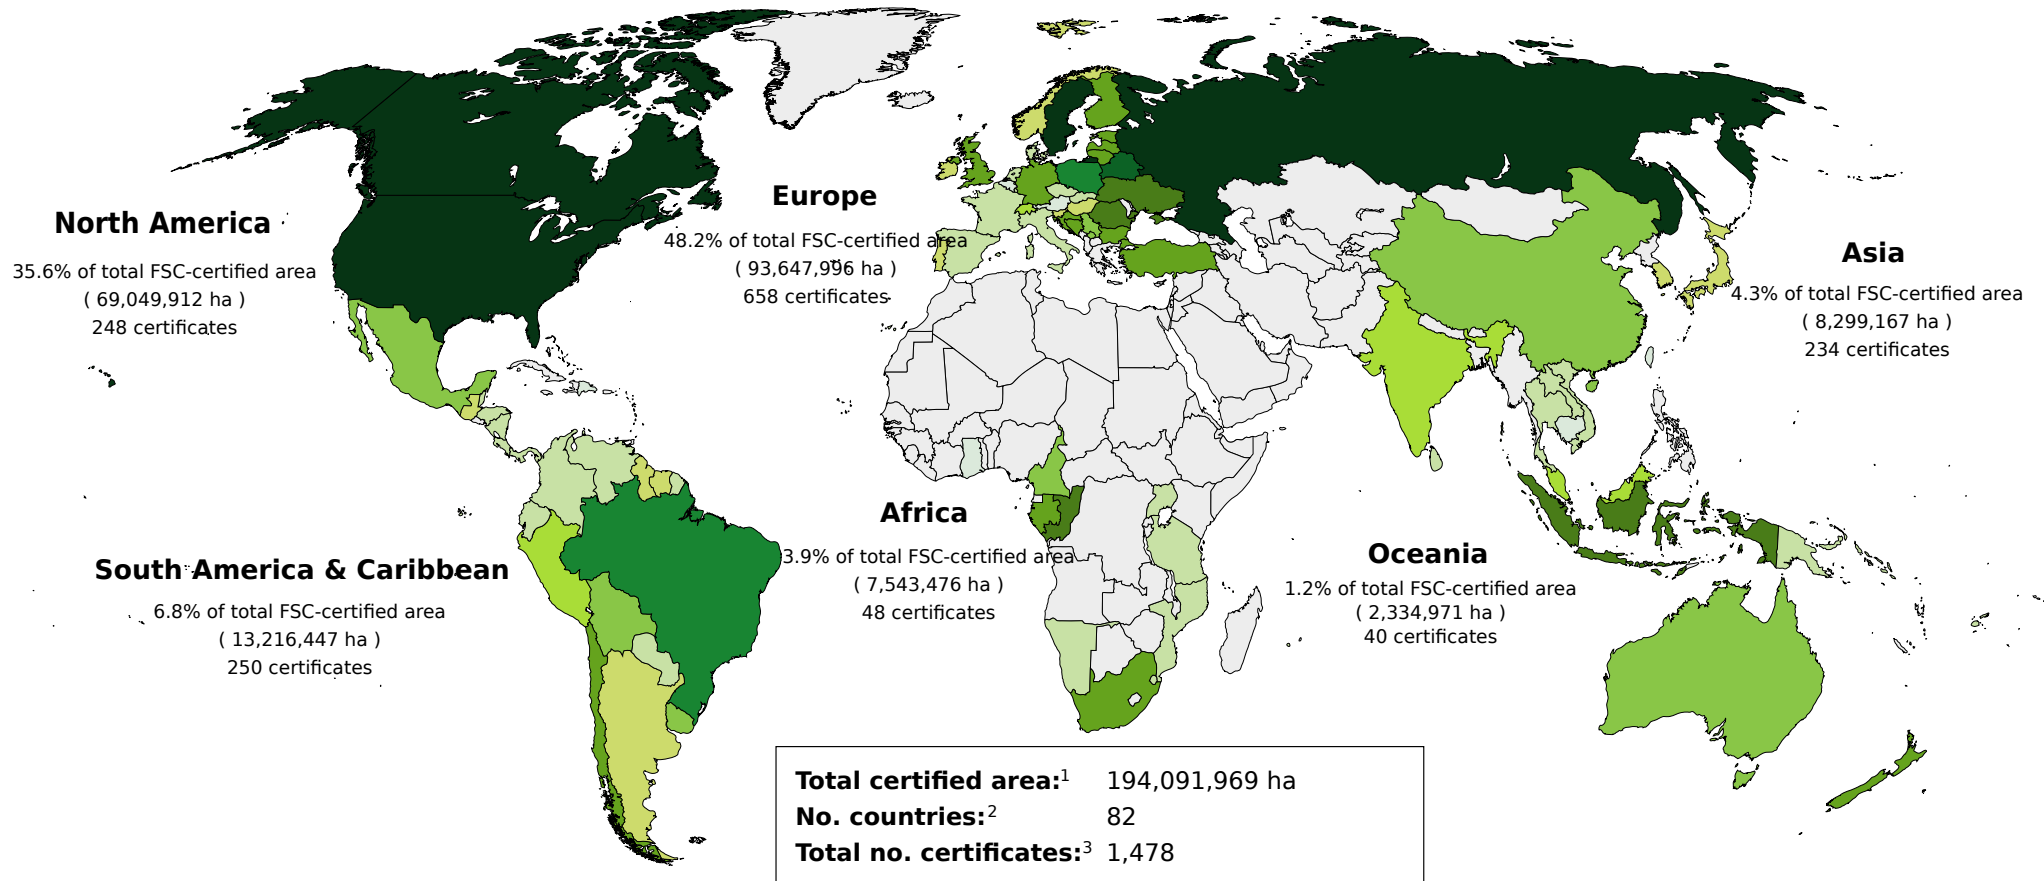 North America
35.6% of total FSC-certified area
( 69,049,912 ha )
248 certificates
Europe
48.2% of total FSC-certified area
( 93,647,996 ha )
658 certificates
Asia
4.3% of total FSC-certified area
( 8,299,167 ha )
234 certificates
South America & Caribbean
6.8% of total FSC-certified area
( 13,216,447 ha )
250 certificates
Africa
3.9% of total FSC-certified area
( 7,543,476 ha )
48 certificates
Oceania
1.2% of total FSC-certified area
( 2,334,971 ha )
40 certificates
Total certified area:¹ 194,091,969 ha
No. countries:² 82
Total no. certificates:³ 1,478